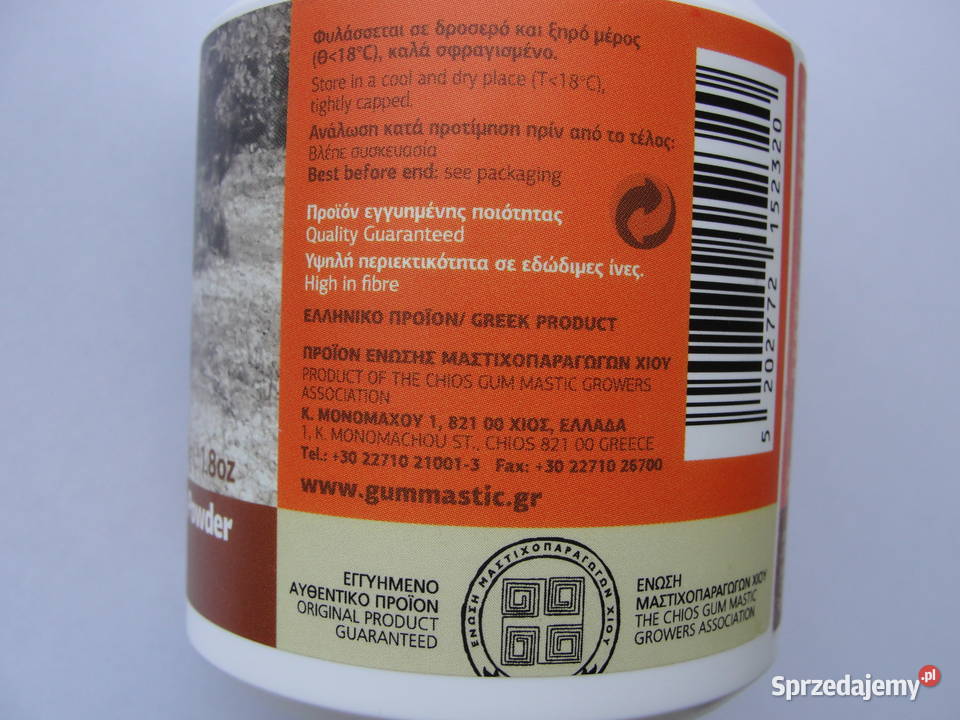 Φυλάσσεται σε δροσερό και ξηρό μέρος
(Θ<18°C), καλά σφραγισμένο.
Store in a cool and dry place (T<18°C),
tightly capped.
Ανάλωση κατά προτίμηση πρίν από το τέλος:
Βλέπε συσκευασία
Best before end: see packaging
Προϊόν εγγυημένης ποιότητας
Quality Guaranteed
Υψηλή περιεκτικότητα σε εδώδιμες ίνες.
High in fibre
ΕΛΛΗΝΙΚΟ ΠΡΟΪΟΝ/ GREEK PRODUCT
ΠΡΟΪΟΝ ΕΝΩΣΗΣ ΜΑΣΤΙΧΟΠΑΡΑΓΩΓΩΝ ΧΙΟΥ
PRODUCT OF THE CHIOS GUM MASTIC GROWERS
ASSOCIATION
Κ. ΜΟΝΟΜΑΧΟΥ 1, 821 00 ΧΙΟΣ, ΕΛΛΑΔΑ
1, K. MONOMACHOU ST., CHIOS 821 00 GREECE
Tel.: +30 22710 21001-3 Fax: +30 22710 26700
www.gummastic.gr
5 202772 152320
1.8oz
Powder
ΕΓΓΥΗΜΕΝΟ
ΑΥΘΕΝΤΙΚΟ ΠΡΟΪΟΝ
ORIGINAL PRODUCT
GUARANTEED
ΕΝΩΣΗ ΜΑΣΤΙΧΟΠΑΡΑΓΩΓΩΝ ΧΙΟΥ
ΕΝΩΣΗ
ΜΑΣΤΙΧΟΠΑΡΑΓΩΓΩΝ ΧΙΟΥ
THE CHIOS GUM MASTIC
GROWERS ASSOCIATION
Sprzedajemy.pl